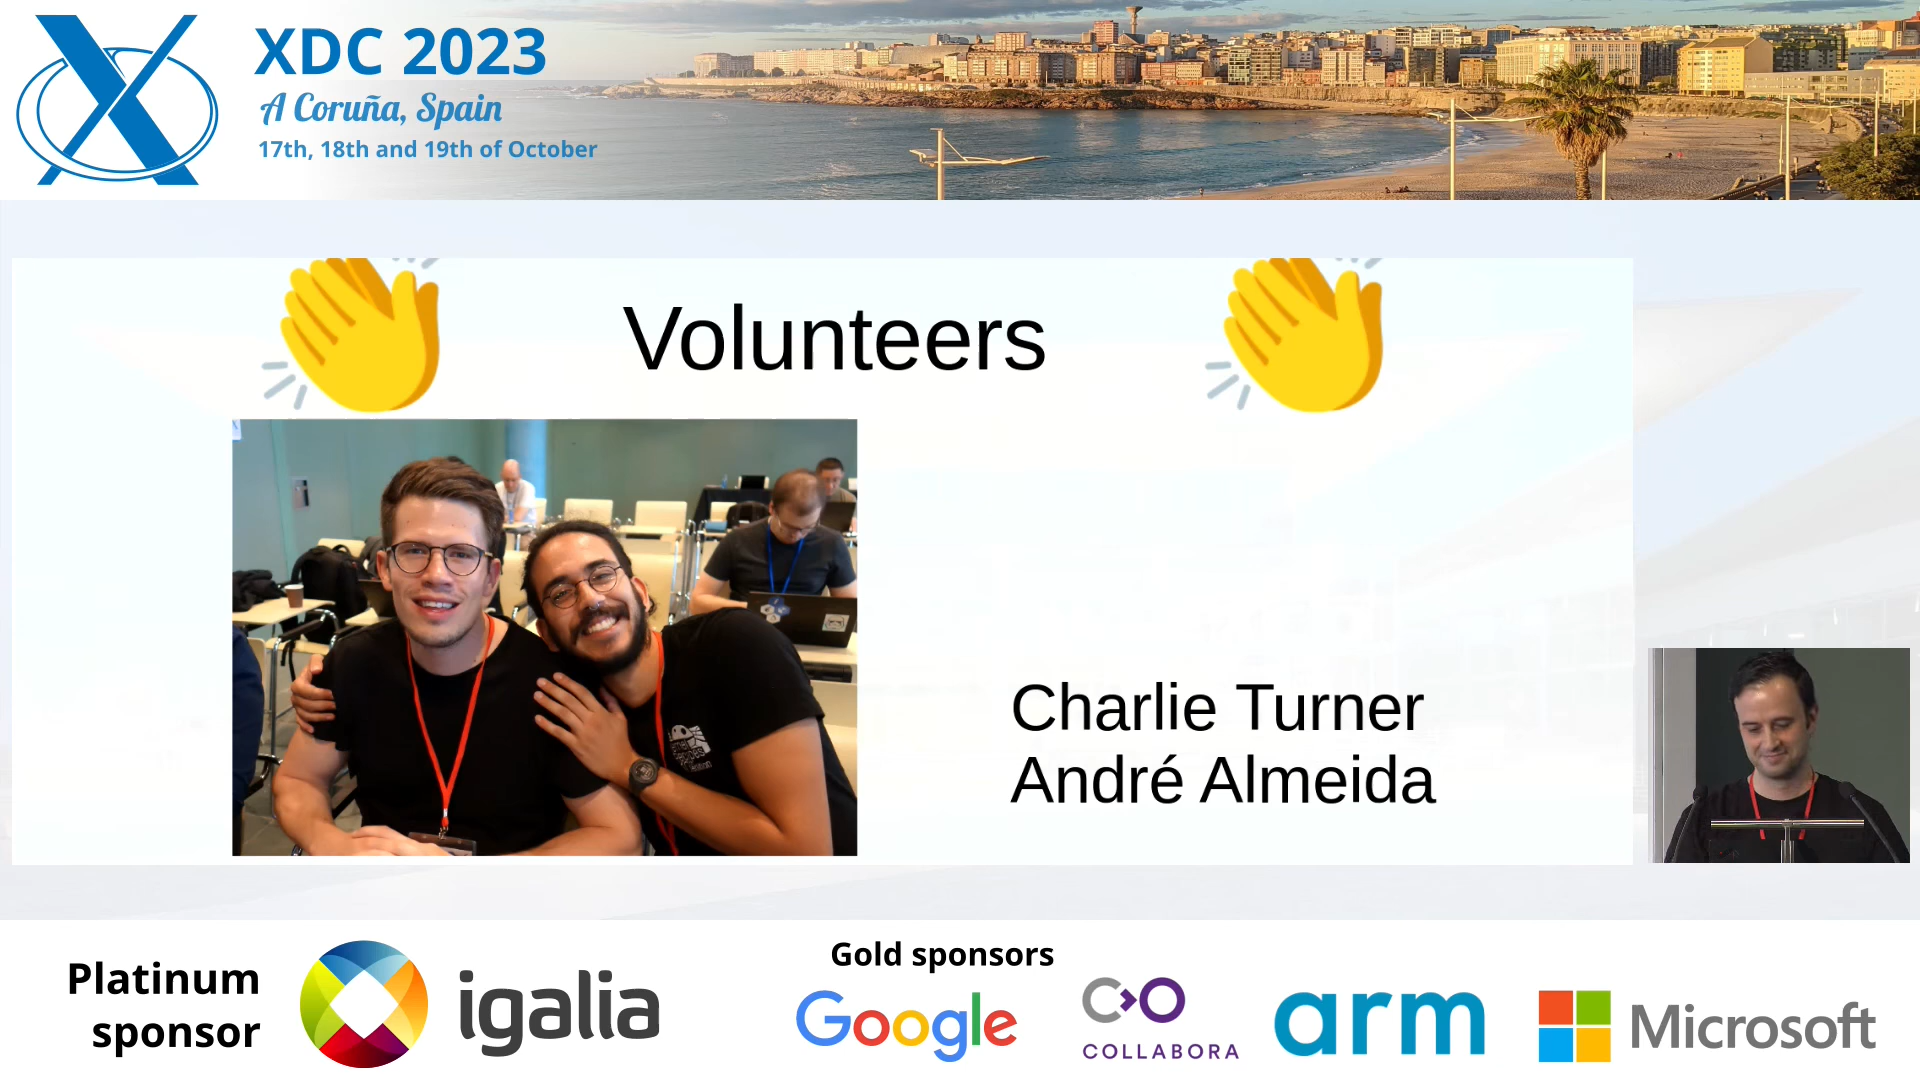 XDC 2023
A Coruña, Spain
17th, 18th and 19th of October
Volunteers
Charlie Turner
André Almeida
Platinum
sponsor
igalia
Gold sponsors
Google
COLLABORA
arm
Microsoft